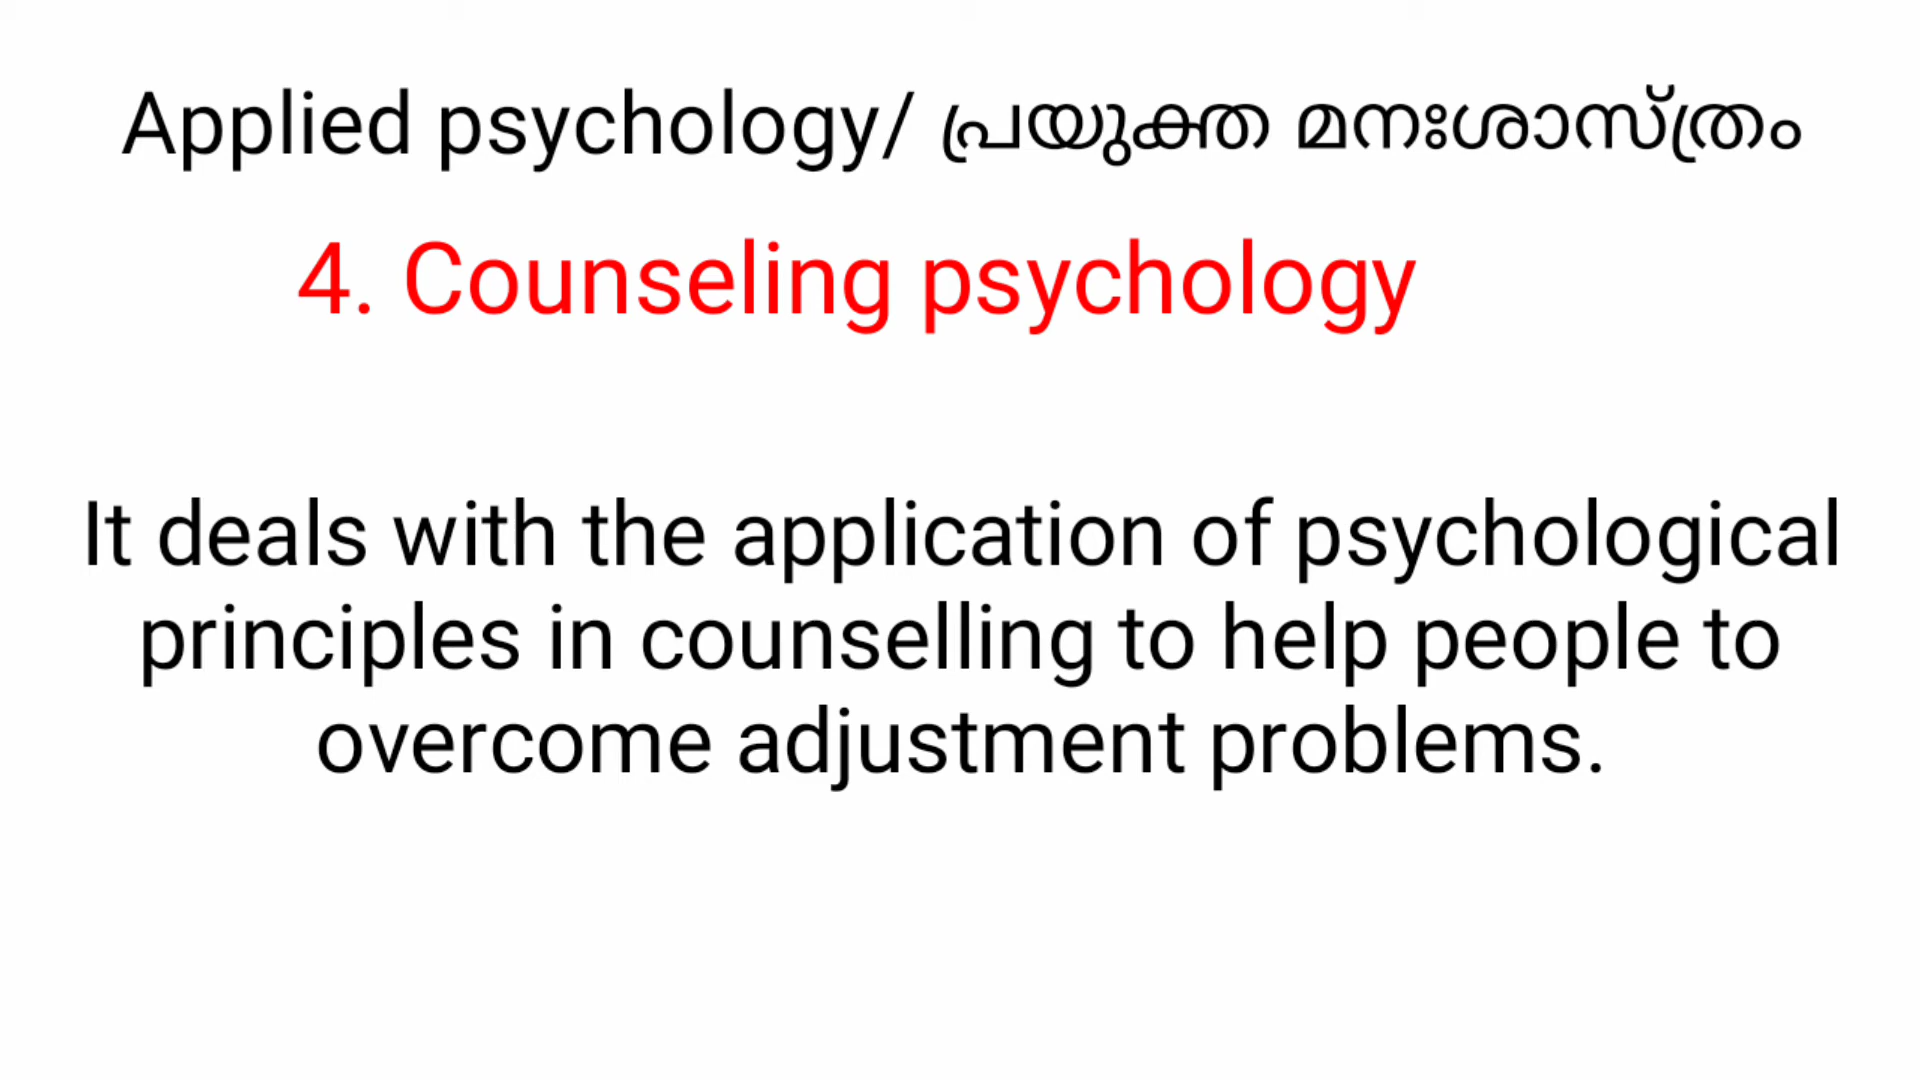 Applied psychology/ പ്രയുക്ത മനഃശാസ്ത്രം
4. Counseling psychology
It deals with the application of psychological
principles in counselling to help people to
overcome adjustment problems.